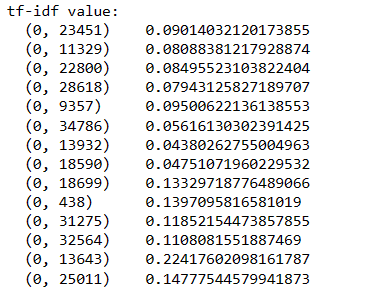 tf-idf value:
(0, 23451) 0.09014032120173855
(0, 11329) 0.08088381217928874
(0, 22800) 0.08495523103822404
(0, 28618) 0.07943125827189707
(0, 9357) 0.09500622136138553
(0, 34786) 0.05616130302391425
(0, 13932) 0.04380262755004963
(0, 18590) 0.04751071960229532
(0, 18699) 0.13329718776489066
(0, 438) 0.1397095816581019
(0, 31275) 0.11852154473857855
(0, 32564) 0.1108081551887469
(0, 13643) 0.22417602098161787
(0, 25011) 0.14777544579941873